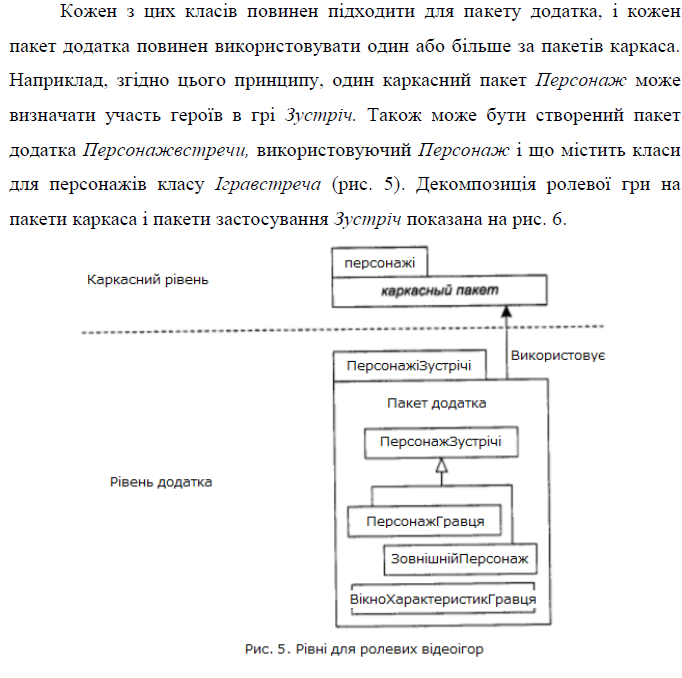 Кожен з цих класів повинен підходити для пакету додатка, і кожен
пакет додатка повинен використовувати один або більше за пакетів каркаса.
Наприклад, згідно цього принципу, один каркасний пакет Персонаж може
визначати участь героїв в грі Зустріч. Також може бути створений пакет
додатка Персонажвстречи, використовуючий Персонаж і що містить класи
для персонажів класу Ігравстреча (рис. 5). Декомпозиція ролевої гри на
пакети каркаса і пакети застосування Зустріч показана на рис. 6.
персонажі
Каркасний рівень
каркасный пакет
Використовує
ПерсонажіЗустрічі
Пакет додатка
ПерсонажЗустрічі
Рівень додатка
ПерсонажГравця
ЗовнішнійПерсонаж
ВікноХарактеристикГравця
Рис. 5. Рівні для ролевих відеоігор